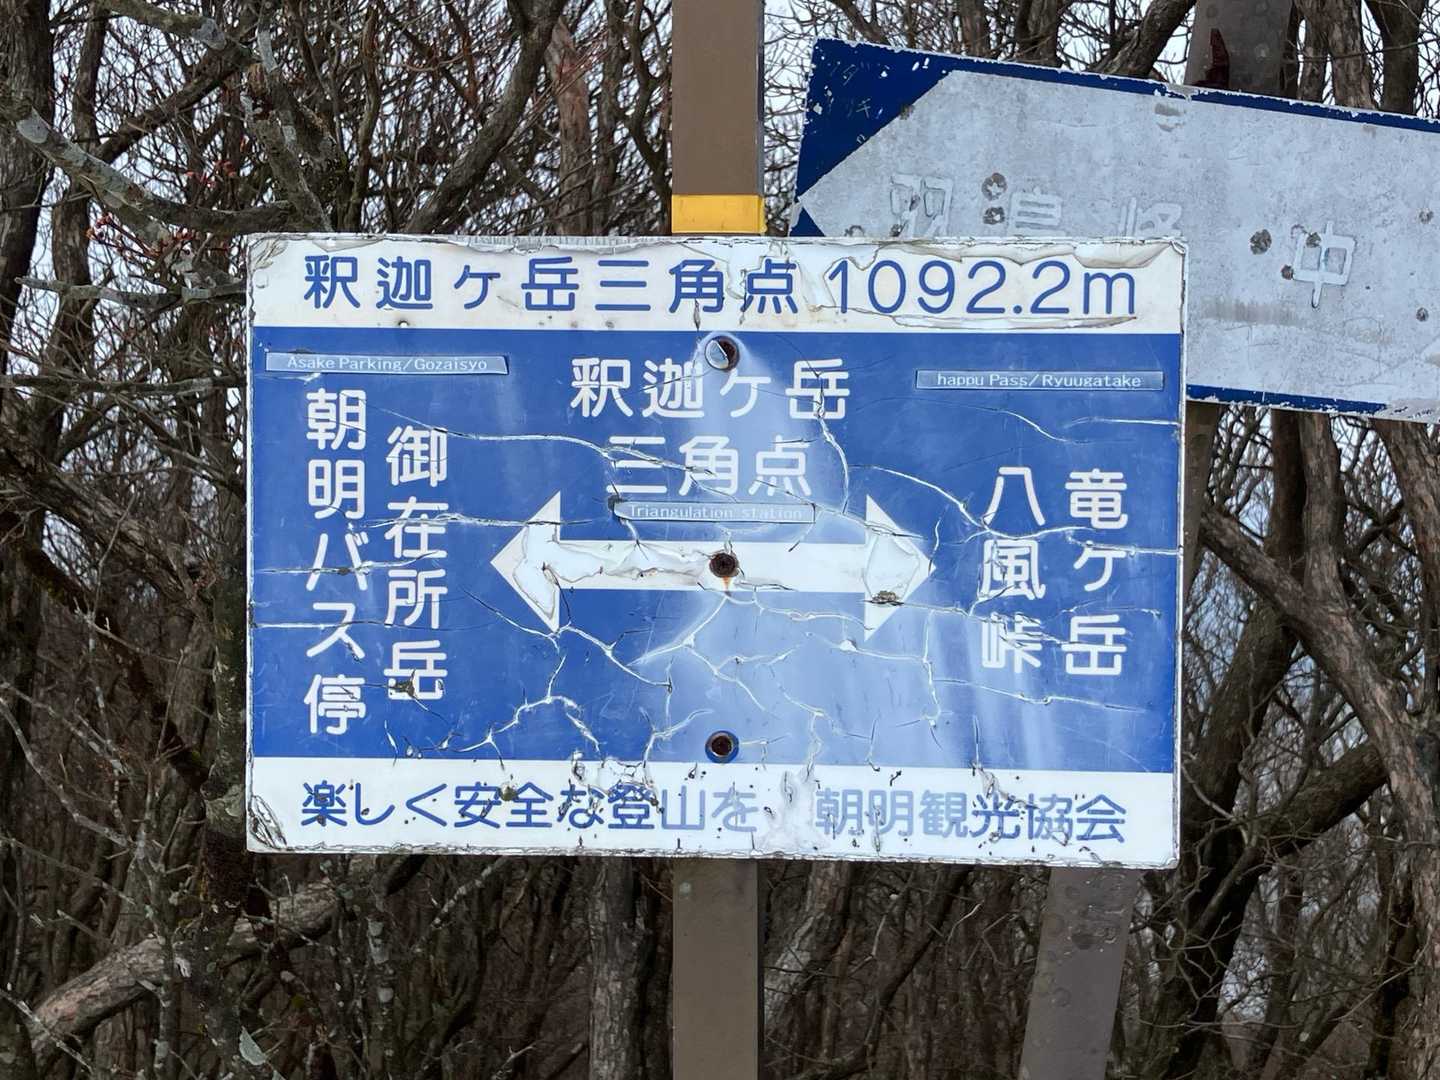 釈迦ヶ岳三角点 1092.2m
Asake Parking/Gozaisyo
朝明バス停
御在所岳
釈迦ヶ岳
三角点
Triangulation station
happu Pass/Ryuugatake
竜ヶ岳
八風峠
楽しく安全な登山を 朝明観光協会
中